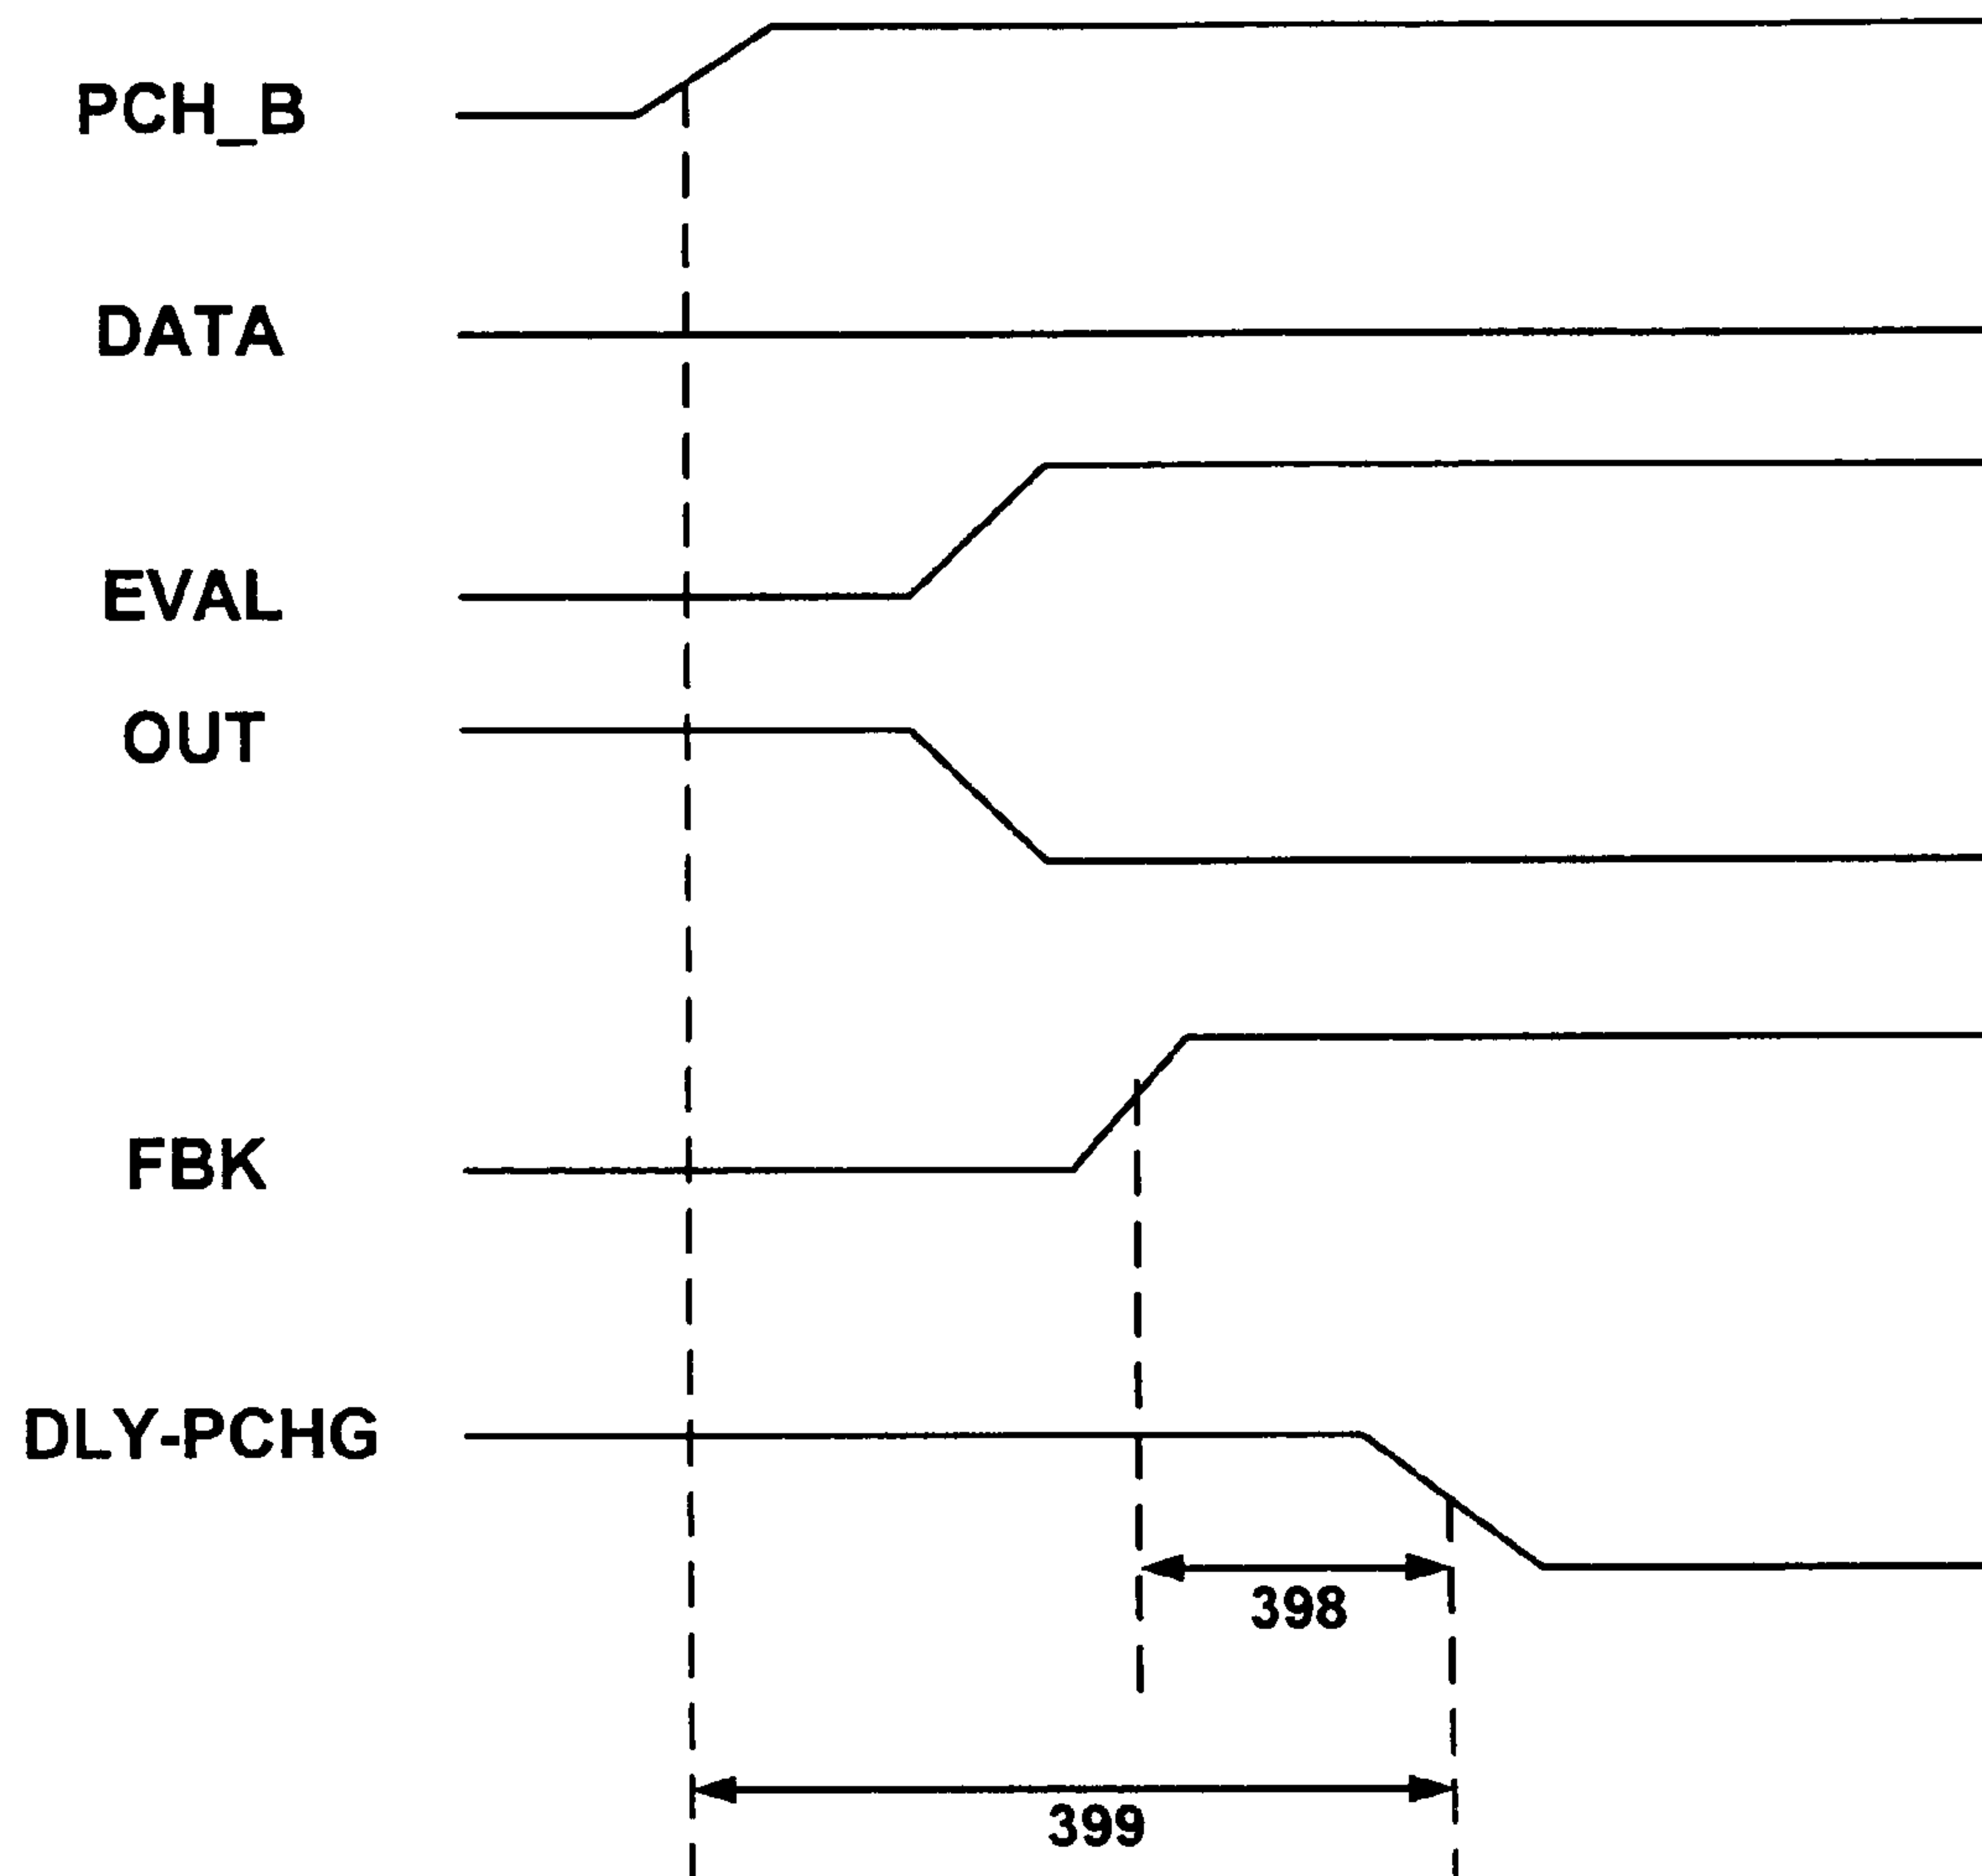 PCH_B
DATA
EVAL
OUT
FBK
DLY-PCHG
398
399